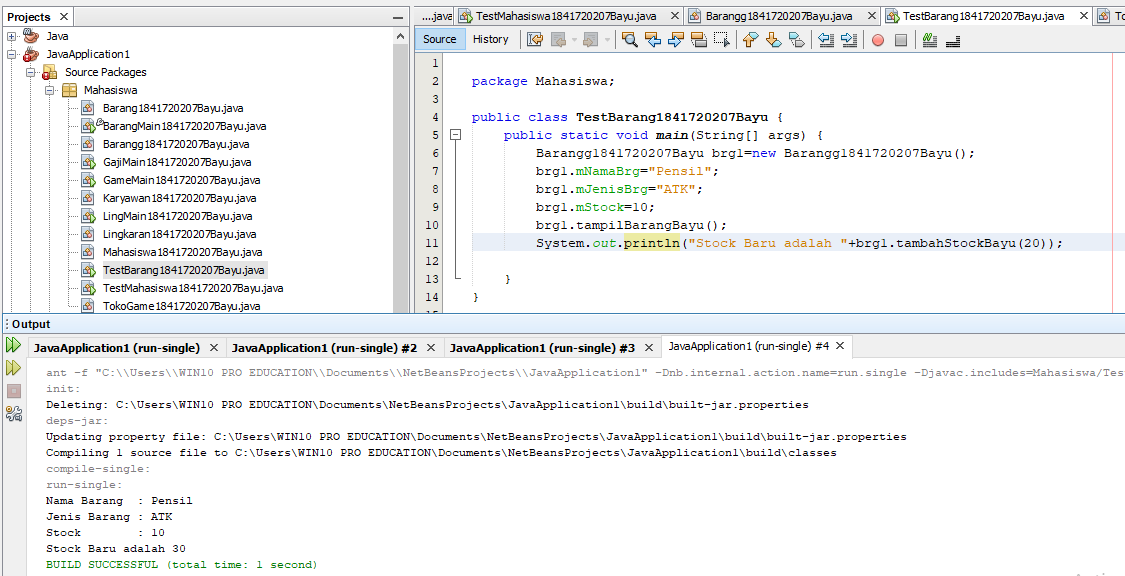 Projects
Java
JavaApplication1
Source Packages
Mahasiswa
Barang1841720207Bayu.java
BarangMain1841720207Bayu.java
Barangg1841720207Bayu.java
GajiMain1841720207Bayu.java
GameMain1841720207Bayu.java
Karyawan1841720207Bayu.java
LingMain1841720207Bayu.java
Lingkaran1841720207Bayu.java
Mahasiswa1841720207Bayu.java
TestBarang1841720207Bayu.java
TestMahasiswa1841720207Bayu.java
TokoGame1841720207Bayu.java
....java TestMahasiswa1841720207Bayu.java Barangg1841720207Bayu.java TestBarang1841720207Bayu.java
Source History
1
2 package Mahasiswa;
3
4 public class TestBarang1841720207Bayu {
5 public static void main(String[] args) {
6 Barangg1841720207Bayu brg1=new Barangg1841720207Bayu();
7 brg1.mNamaBrg="Pensil";
8 brg1.mJenisBrg="ATK";
9 brg1.mStock=10;
10 brg1.tampilBarangBayu();
11 System.out.println("Stock Baru adalah "+brg1.tambahStockBayu(20));
12
13 }
14 }
Output
JavaApplication1 (run-single) JavaApplication1 (run-single) #2 JavaApplication1 (run-single) #3 JavaApplication1 (run-single) #4
ant -f "C:\\Users\\WIN10 PRO EDUCATION\\Documents\\NetBeansProjects\\JavaApplication1" -Dnb.internal.action.name=run.single -Djavac.includes=Mahasiswa/Tes
init:
Deleting: C:\Users\WIN10 PRO EDUCATION\Documents\NetBeansProjects\JavaApplication1\build\built-jar.properties
deps-jar:
Updating property file: C:\Users\WIN10 PRO EDUCATION\Documents\NetBeansProjects\JavaApplication1\build\built-jar.properties
Compiling 1 source file to C:\Users\WIN10 PRO EDUCATION\Documents\NetBeansProjects\JavaApplication1\build\classes
compile-single:
run-single:
Nama Barang : Pensil
Jenis Barang : ATK
Stock : 10
Stock Baru adalah 30
BUILD SUCCESSFUL (total time: 1 second)